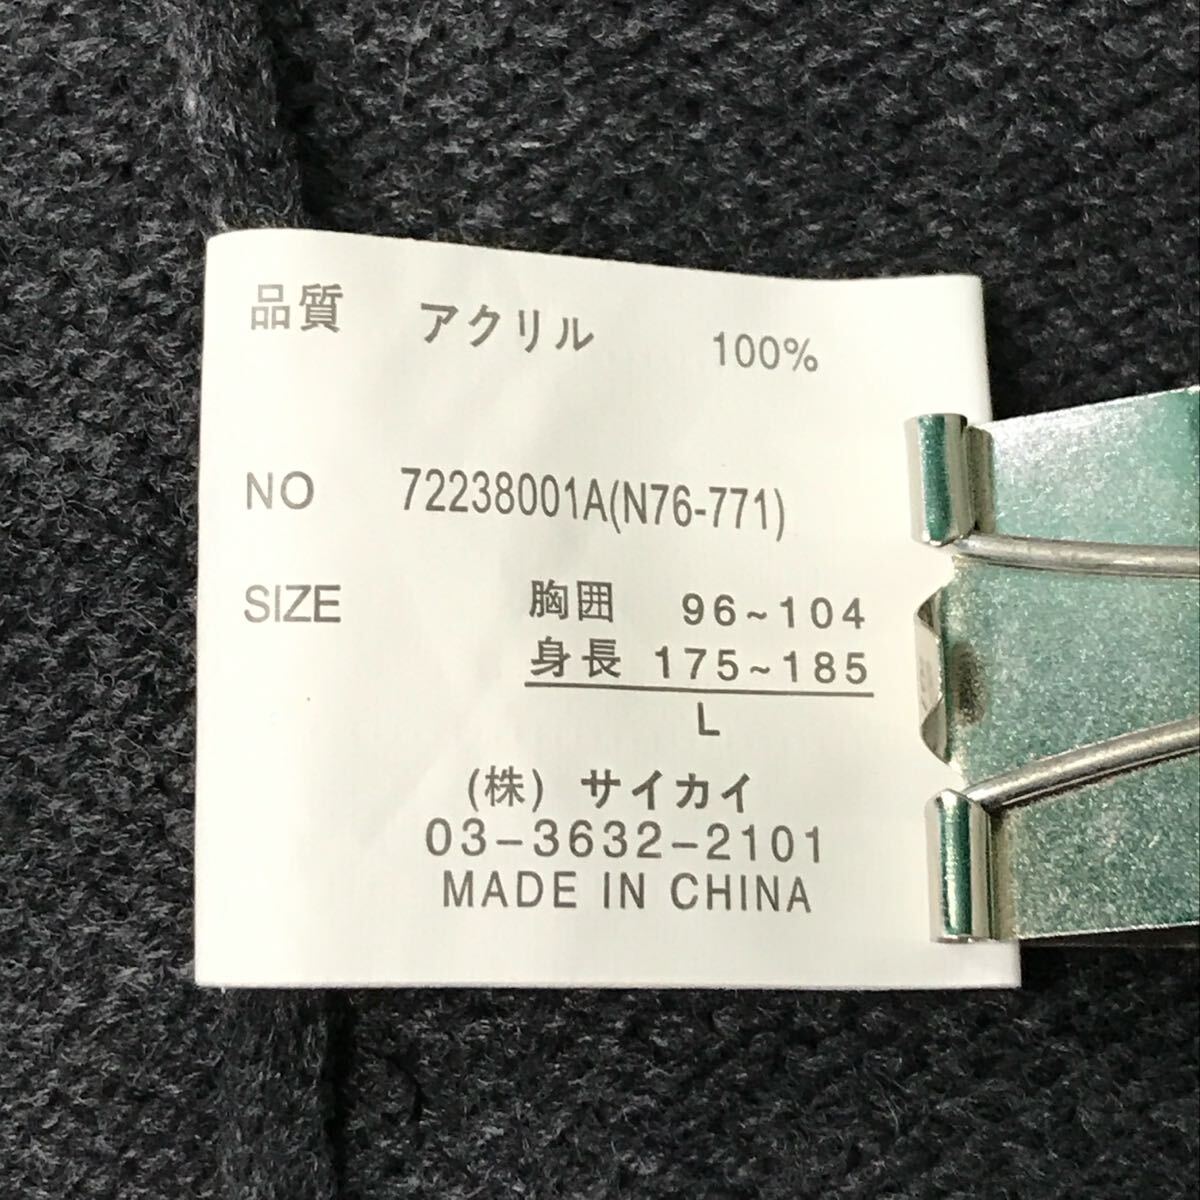 品質 アクリル 100%
NO 72238001A(N76-771)
SIZE 胸囲 96~104
身長 175~185
L
(株) サイカイ
03-3632-2101
MADE IN CHINA